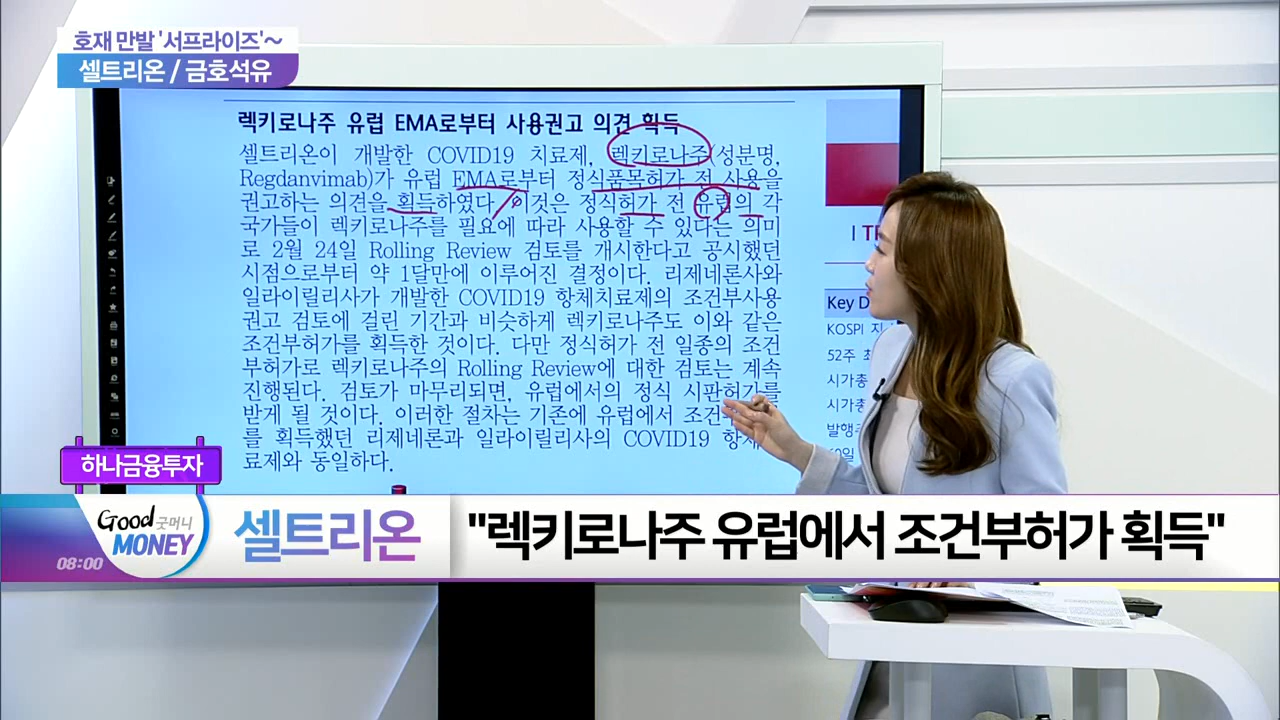 호재 만발 '서프라이즈'~
셀트리온 / 금호석유
렉키로나주 유럽 EMA로부터 사용권고 의견 획득
셀트리온이 개발한 COVID19 치료제, 렉키로나주(성분명,
Regdanvimab)가 유럽 EMA로부터 정식품목허가 전 사용을
권고하는 의견을 획득하였다. 이것은 정식허가 전 유럽의 각
국가들이 렉키로나주를 필요에 따라 사용할 수 있다는 의미
로 2월 24일 Rolling Review 검토를 개시한다고 공시했던
시점으로부터 약 1달만에 이루어진 결정이다. 리제네론사와
일라이릴리사가 개발한 COVID19 항체치료제의 조건부사용
권고 검토에 걸린 기간과 비슷하게 렉키로나주도 이와 같은
조건부허가를 획득한 것이다. 다만 정식허가 전 일종의 조건
부허가로 렉키로나주의 Rolling Review에 대한 검토는 계속
진행된다. 검토가 마무리되면, 유럽에서의 정식 시판허가를
받게 될 것이다. 이러한 절차는 기존에 유럽에서 조건
를 획득했던 리제네론과 일라이릴리사의 COVID19 항체
료제와 동일하다.
I T
Key D
KOSPI 지
52주 최
시가총
시가총
발행주
60일
하나금융투자
Good 굿머니
MONEY
08:00
셀트리온
"렉키로나주 유럽에서 조건부허가 획득"